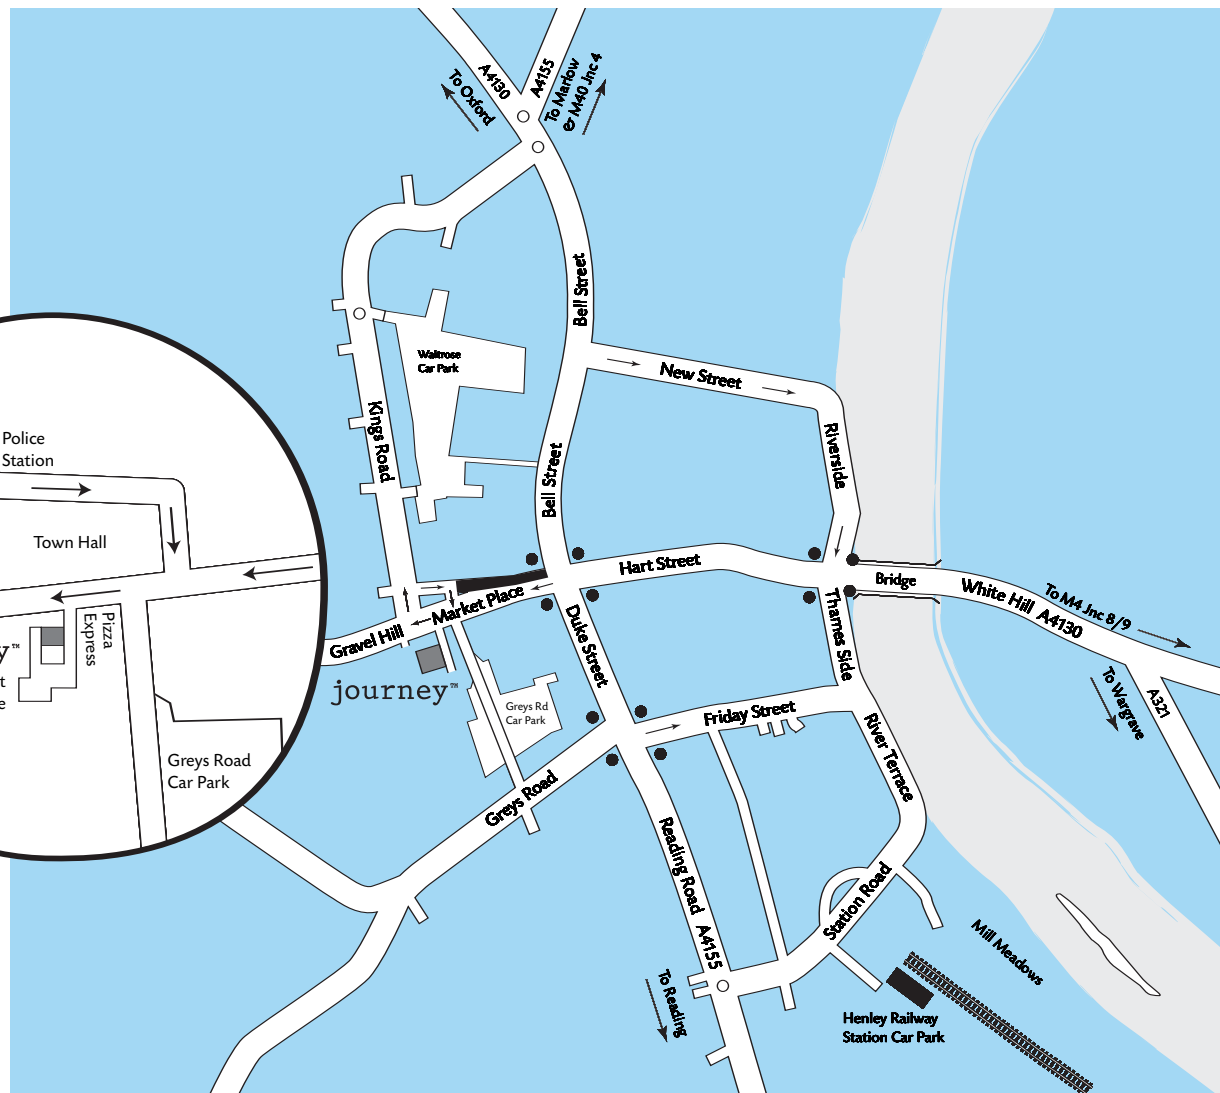 A4130
A4155
To Oxford
To Marlow
& M40 Jnc 4
Bell Street
Waitrose
Car Park
New Street
Kings Road
Riverside
Bell Street
Police
Station
Town Hall
Hart Street
Bridge
White Hill A4130
To M4 Jnc 8/9
Market Place
Gravel Hill
Duke Street
Thames Side
Pizza
Express
y™
t
e
journey™
Greys Rd
Car Park
Friday Street
To Wargrave
A321
River Terrace
Greys Road
Car Park
Greys Road
Reading Road A4155
Station Road
Mill Meadows
To Reading
Henley Railway
Station Car Park